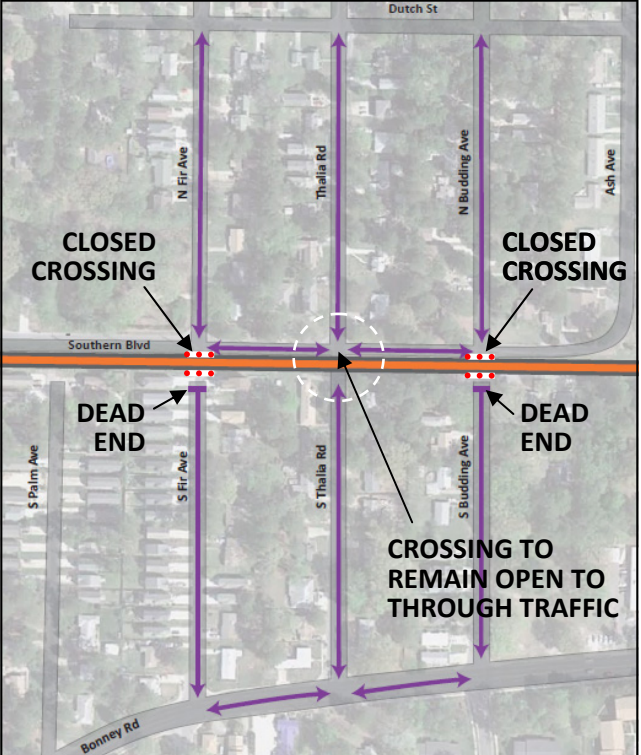 Dutch St
N Fir Ave
Thalia Rd
N Budding Ave
Ash Ave
CLOSED
CROSSING
CLOSED
CROSSING
Southern Blvd
DEAD
END
DEAD
END
S Palm Ave
S Fir Ave
S Thalia Rd
S Budding Ave
CROSSING TO
REMAIN OPEN TO
THROUGH TRAFFIC
Bonney Rd